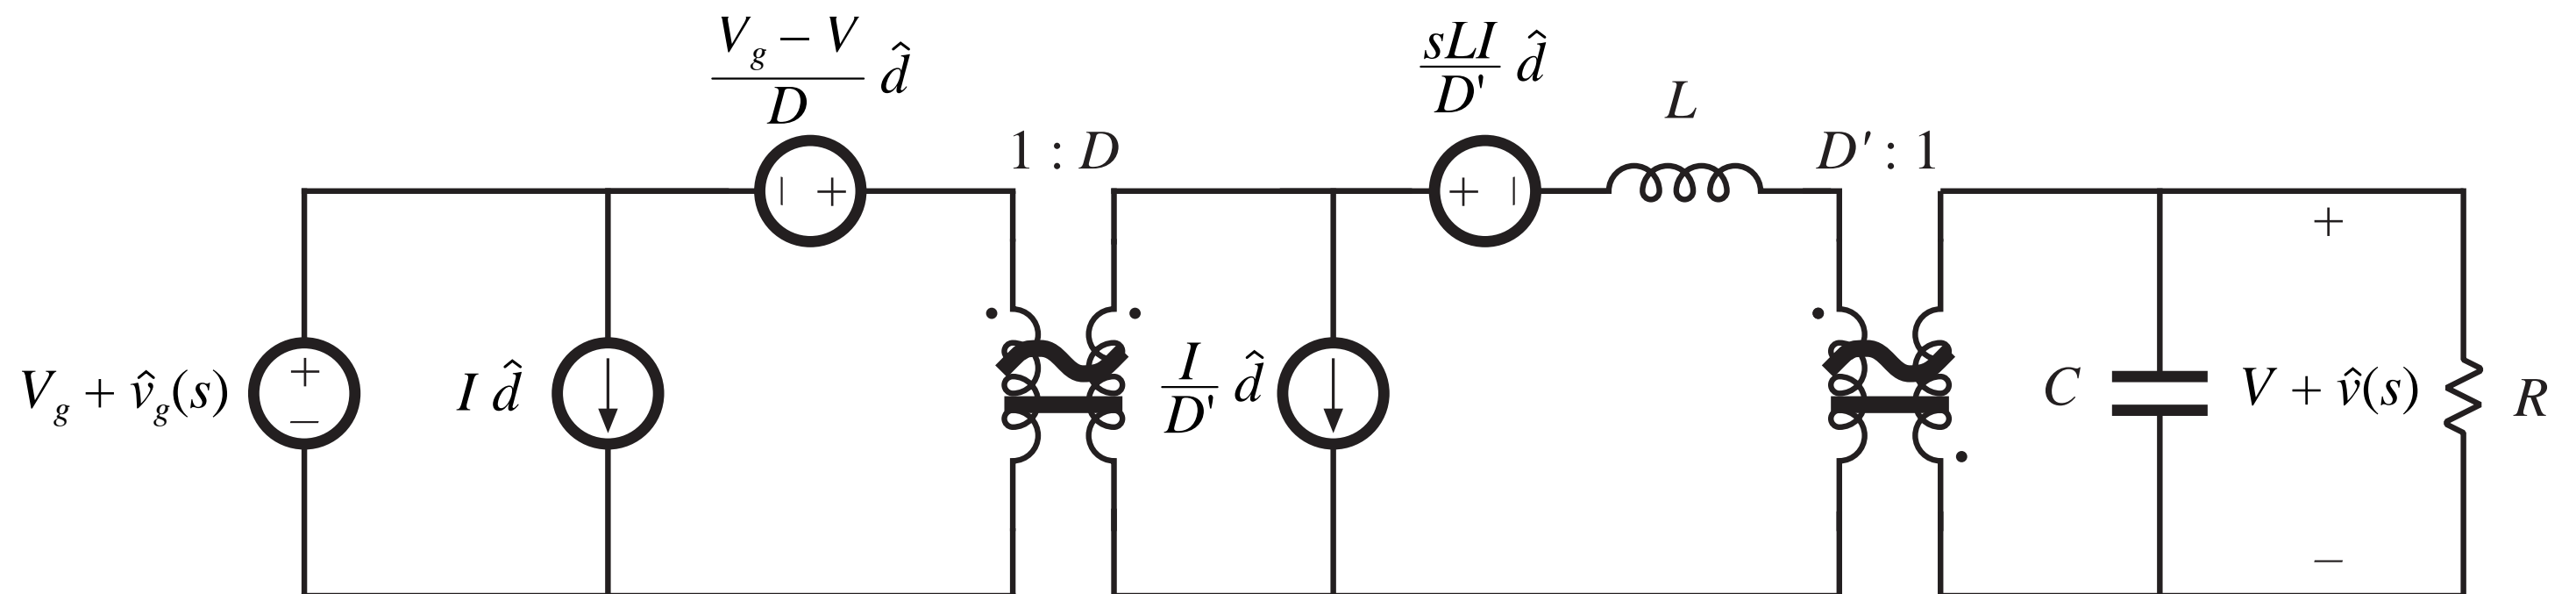 (V_g − V)/D d̂
sLI/D' d̂
L
1 : D
D′ : 1
+
−
+
+
−
V_g + v̂_g(s)
+
−
I d̂
I/D' d̂
C
V + v̂(s)
R
−